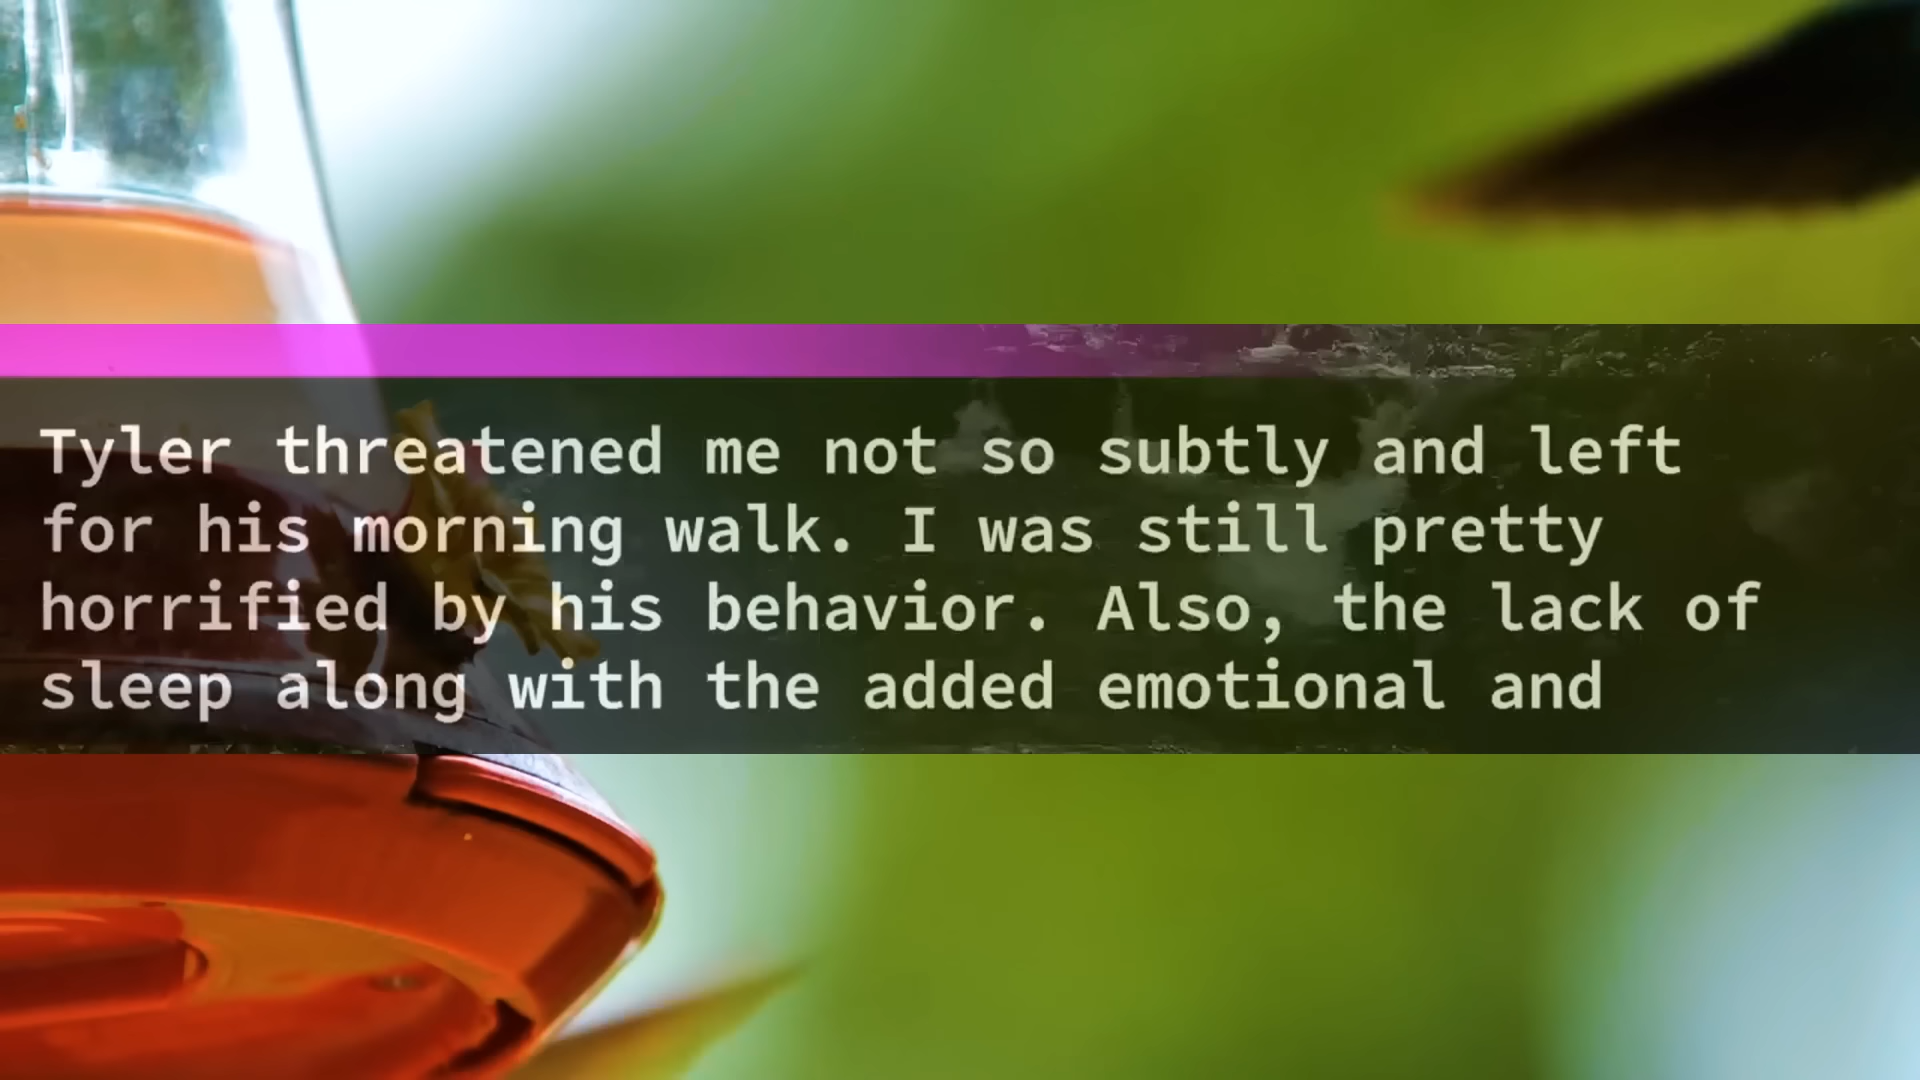 Tyler threatened me not so subtly and left
for his morning walk. I was still pretty
horrified by his behavior. Also, the lack of
sleep along with the added emotional and